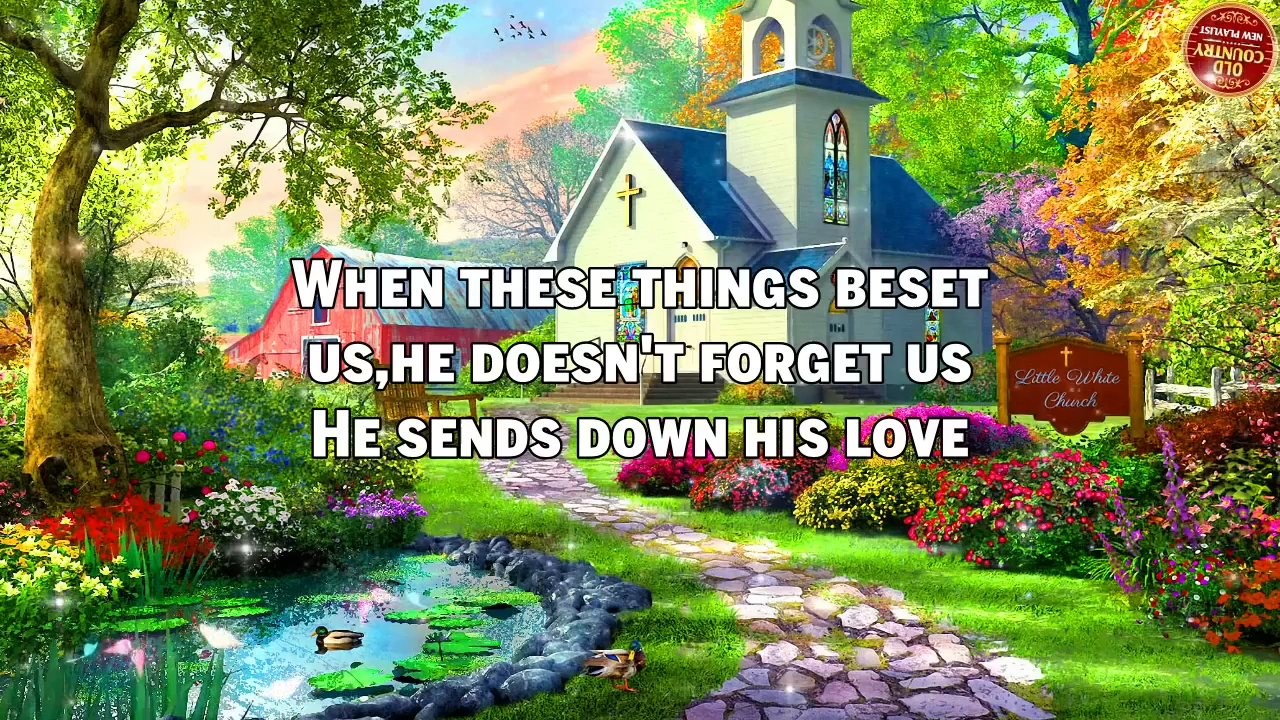 OLD
COUNTRY
NEW PLAYLIST
When these things beset
us,he doesn't forget us
He sends down his love
Little White
Church